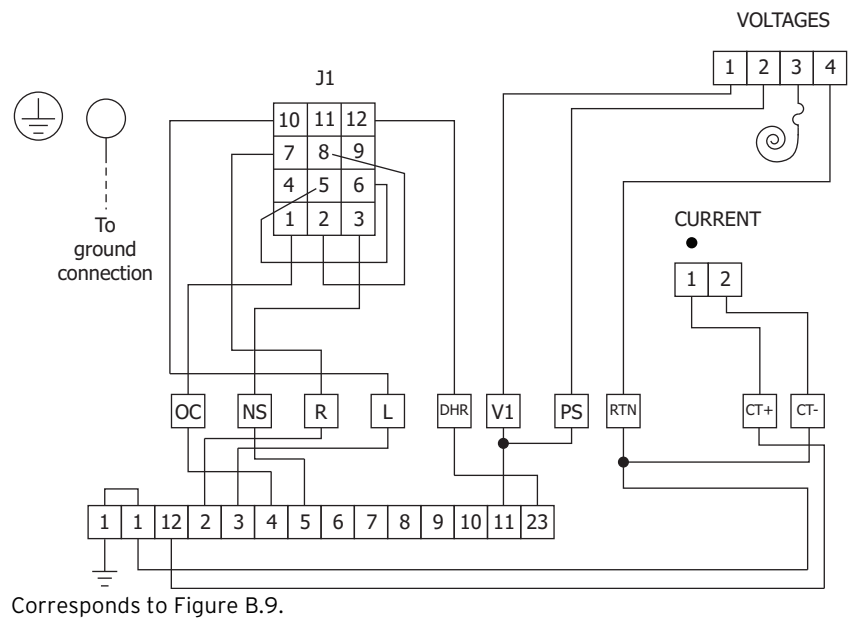 VOLTAGES
1 2 3 4
J1
10 11 12
7 8 9
4 5 6
1 2 3
To
ground
connection
CURRENT
1 2
OC NS R L DHR V1 PS RTN CT+ CT-
1 1 12 2 3 4 5 6 7 8 9 10 11 23
Corresponds to Figure B.9.